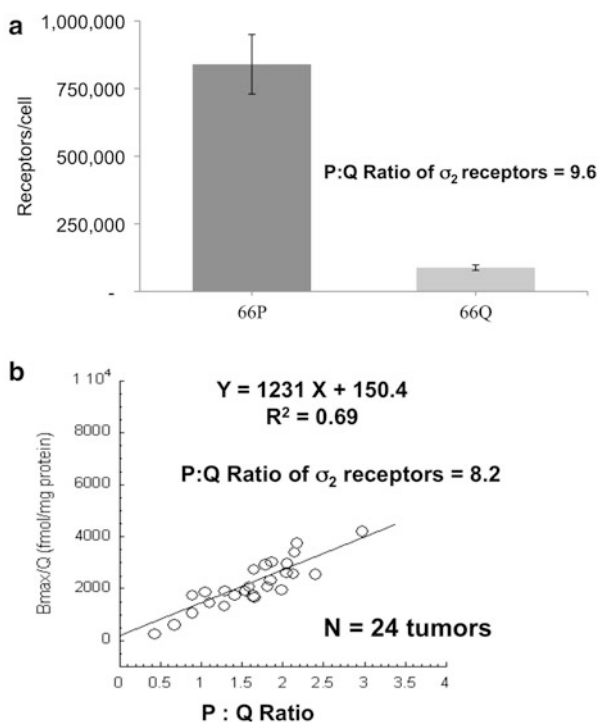 a
1,000,000
750,000
500,000
250,000
-
Receptors/cell
P:Q Ratio of σ2 receptors = 9.6
66P
66Q
b
1 10⁴
8000
6000
4000
2000
0
Bmax/Q (fmol/mg protein)
Y = 1231 X + 150.4
R² = 0.69
P:Q Ratio of σ2 receptors = 8.2
N = 24 tumors
0 0.5 1 1.5 2 2.5 3 3.5 4
P : Q Ratio